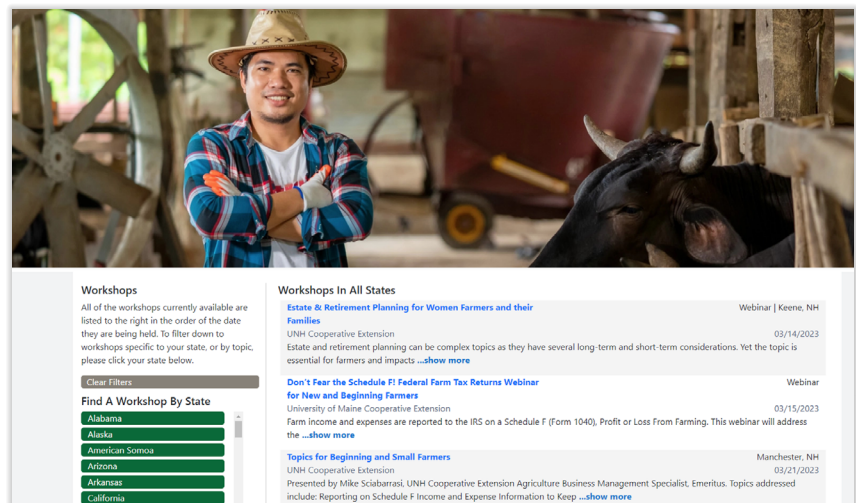 Workshops
All of the workshops currently available are
listed to the right in the order of the date
they are being held. To filter down to
workshops specific to your state, or by topic,
please click your state below.
Clear Filters
Find A Workshop By State
Alabama
Alaska
American Somoa
Arizona
Arkansas
California
Workshops In All States
Estate & Retirement Planning for Women Farmers and their
Families
Webinar | Keene, NH
UNH Cooperative Extension
03/14/2023
Estate and retirement planning can be complex topics as they have several long-term and short-term considerations. Yet the topic is
essential for farmers and impacts ...show more
Don't Fear the Schedule F! Federal Farm Tax Returns Webinar
for New and Beginning Farmers
Webinar
University of Maine Cooperative Extension
03/15/2023
Farm income and expenses are reported to the IRS on a Schedule F (Form 1040), Profit or Loss From Farming. This webinar will address
the ...show more
Topics for Beginning and Small Farmers
Manchester, NH
UNH Cooperative Extension
03/21/2023
Presented by Mike Sciabarrasi, UNH Cooperative Extension Agriculture Business Management Specialist, Emeritus. Topics addressed
include: Reporting on Schedule F Income and Expense Information to Keep ...show more